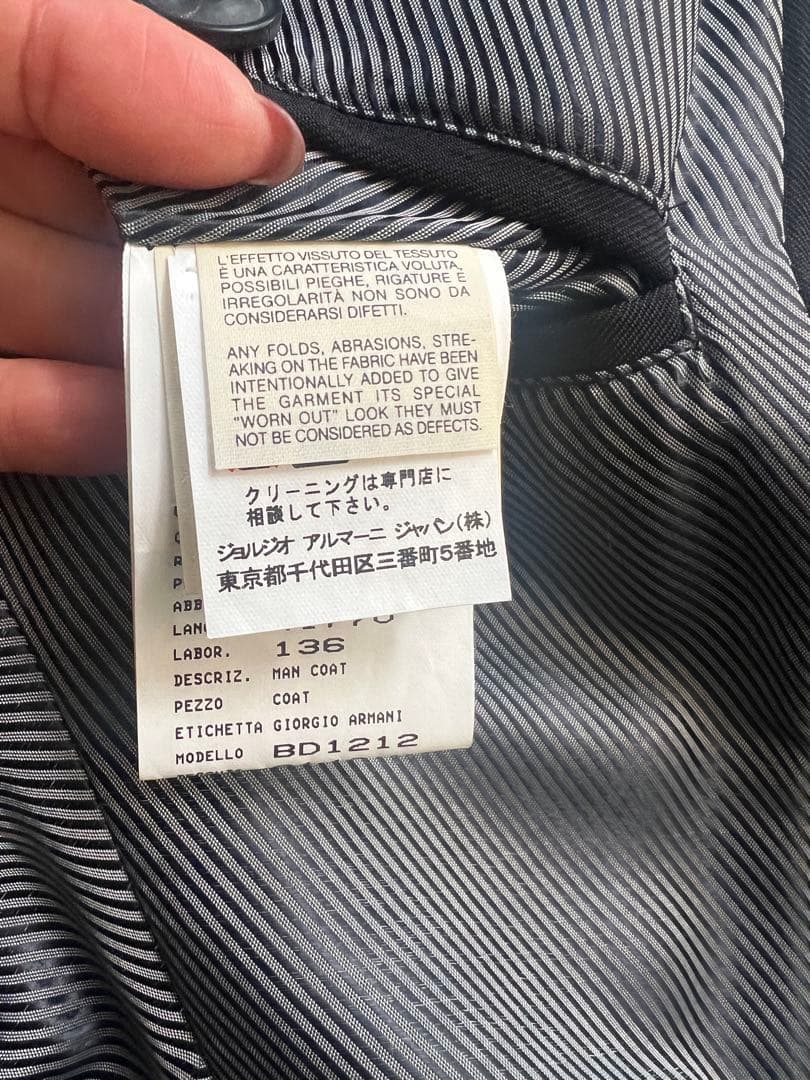 L'EFFETTO VISSUTO DEL TESSUTO
È UNA CARATTERISTICA VOLUTA,
POSSIBILI PIEGHE, RIGATURE E
IRREGOLARITÀ NON SONO DA
CONSIDERARSI DIFETTI.
ANY FOLDS, ABRASIONS, STRE-
AKING ON THE FABRIC HAVE BEEN
INTENTIONALLY ADDED TO GIVE
THE GARMENT ITS SPECIAL
"WORN OUT" LOOK THEY MUST
NOT BE CONSIDERED AS DEFECTS.
クリーニングは専門店に
相談して下さい。
ジョルジオ アルマーニ ジャパン(株)
東京都千代田区三番町5番地
LABOR. 136
DESCRIZ. MAN COAT
PEZZO COAT
ETICHETTA GIORGIO ARMANI
MODELLO BD1212